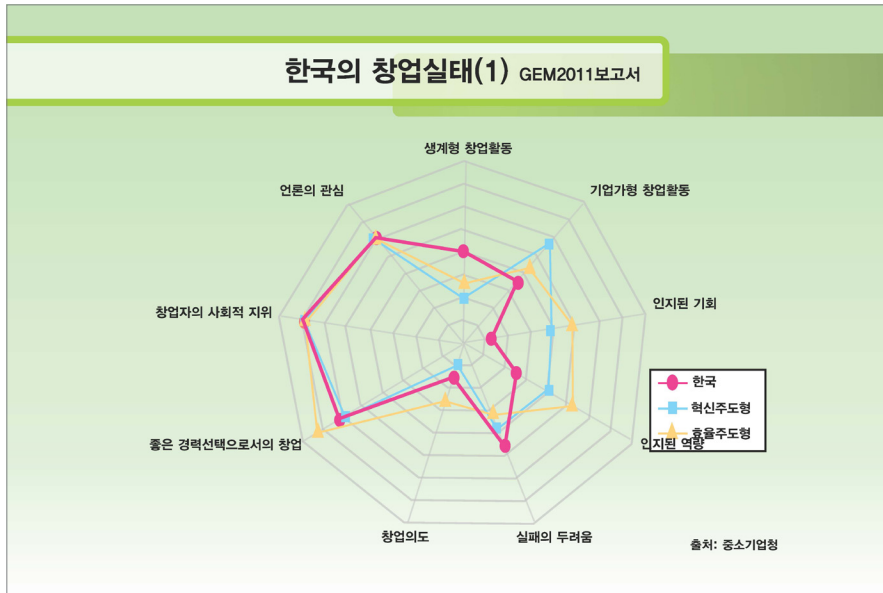 한국의 창업실태(1) GEM2011보고서
생계형 창업활동
언론의 관심
기업가형 창업활동
창업자의 사회적 지위
인지된 기회
한국
혁신주도형
효율주도형
좋은 경력선택으로서의 창업
인지된 역량
창업의도
실패의 두려움
출처: 중소기업청